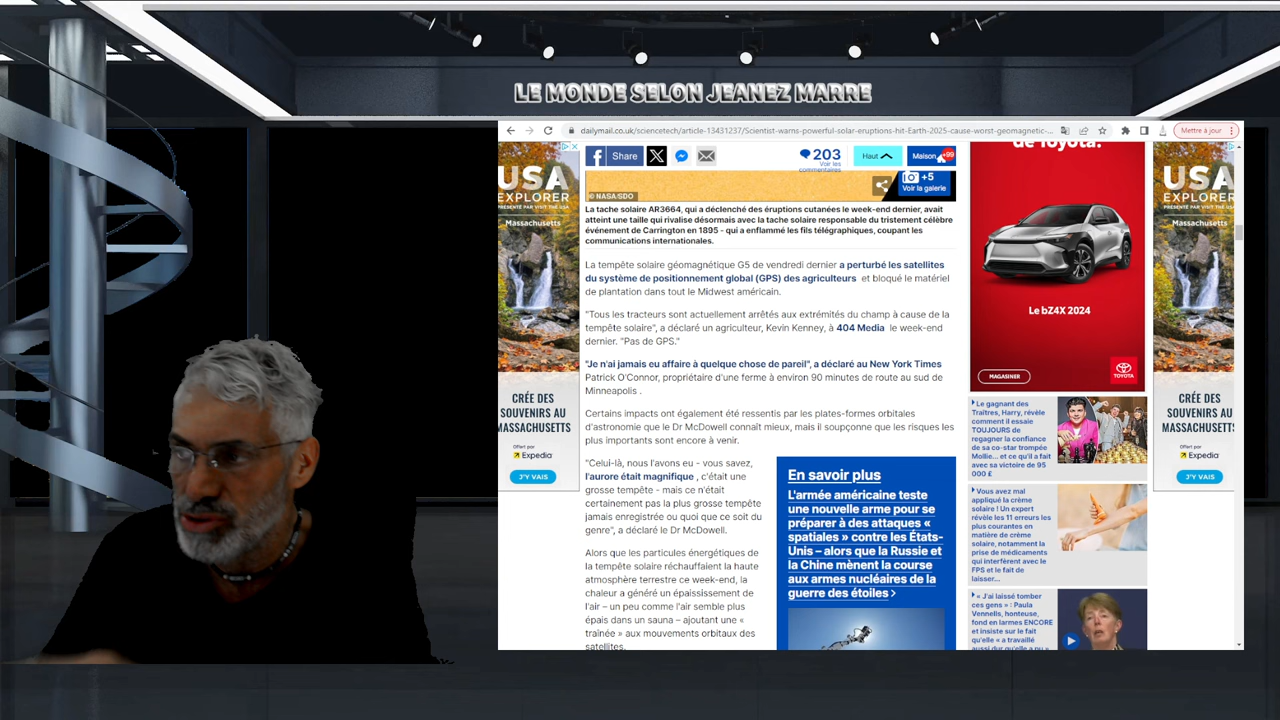 LE MONDE SELON JEANEZ MARRE
dailymail.co.uk/sciencetech/article-13431237/Scientist-warns-powerful-solar-eruptions-hit-Earth-2025-cause-worst-geomagnetic-...
Mettre à jour
USA
EXPLORER
PRÉSENTÉ PAR VISIT THE USA
Massachusetts
CRÉE DES
SOUVENIRS AU
MASSACHUSETTS
Offert par
Expedia
J'Y VAIS
Share
203
Voir les
commentaires
Haut
Maison
+99
+5
Voir la galerie
© NASA/SDO
La tache solaire AR3664, qui a déclenché des éruptions cutanées le week-end dernier, avait
atteint une taille qui rivalise désormais avec la tache solaire responsable du tristement célèbre
événement de Carrington en 1895 - qui a enflammé les fils télégraphiques, coupant les
communications internationales.
La tempête solaire géomagnétique G5 de vendredi dernier a perturbé les satellites
du système de positionnement global (GPS) des agriculteurs et bloqué le matériel
de plantation dans tout le Midwest américain.
"Tous les tracteurs sont actuellement arrêtés aux extrémités du champ à cause de la
tempête solaire", a déclaré un agriculteur, Kevin Kenney, à 404 Media le week-end
dernier. "Pas de GPS."
"Je n'ai jamais eu affaire à quelque chose de pareil", a déclaré au New York Times
Patrick O'Connor, propriétaire d'une ferme à environ 90 minutes de route au sud de
Minneapolis .
Certains impacts ont également été ressentis par les plates-formes orbitales
d'astronomie que le Dr McDowell connaît mieux, mais il soupçonne que les risques les
plus importants sont encore à venir.
"Celui-là, nous l'avons eu - vous savez,
l'aurore était magnifique , c'était une
grosse tempête - mais ce n'était
certainement pas la plus grosse tempête
jamais enregistrée ou quoi que ce soit du
genre", a déclaré le Dr McDowell.
Alors que les particules énergétiques de
la tempête solaire réchauffaient la haute
atmosphère terrestre ce week-end, la
chaleur a généré un épaississement de
l'air – un peu comme l'air semble plus
épais dans un sauna – ajoutant une «
traînée » aux mouvements orbitaux des
satellites.
En savoir plus
L'armée américaine teste
une nouvelle arme pour se
préparer à des attaques «
spatiales » contre les États-
Unis – alors que la Russie et
la Chine mènent la course
aux armes nucléaires de la
guerre des étoiles >
de Toyota.
Le bZ4X 2024
MAGASINER
TOYOTA
Le gagnant des
Traîtres, Harry, révèle
comment il essaie
TOUJOURS de
regagner la confiance
de sa co-star trompée
Mollie... et ce qu'il a fait
avec sa victoire de 95
000 £
Vous avez mal
appliqué la crème
solaire ! Un expert
révèle les 11 erreurs les
plus courantes en
matière de crème
solaire, notamment la
prise de médicaments
qui interfèrent avec le
FPS et le fait de
laisser...
« J'ai laissé tomber
ces gens » : Paula
Vennells, honteuse,
fond en larmes ENCORE
et insiste sur le fait
qu'elle « a travaillé
aussi dur qu'elle a pu »
USA
EXPLORER
PRÉSENTÉ PAR VISIT THE USA
Massachusetts
CRÉE DES
SOUVENIRS AU
MASSACHUSETTS
Offert par
Expedia
J'Y VAIS